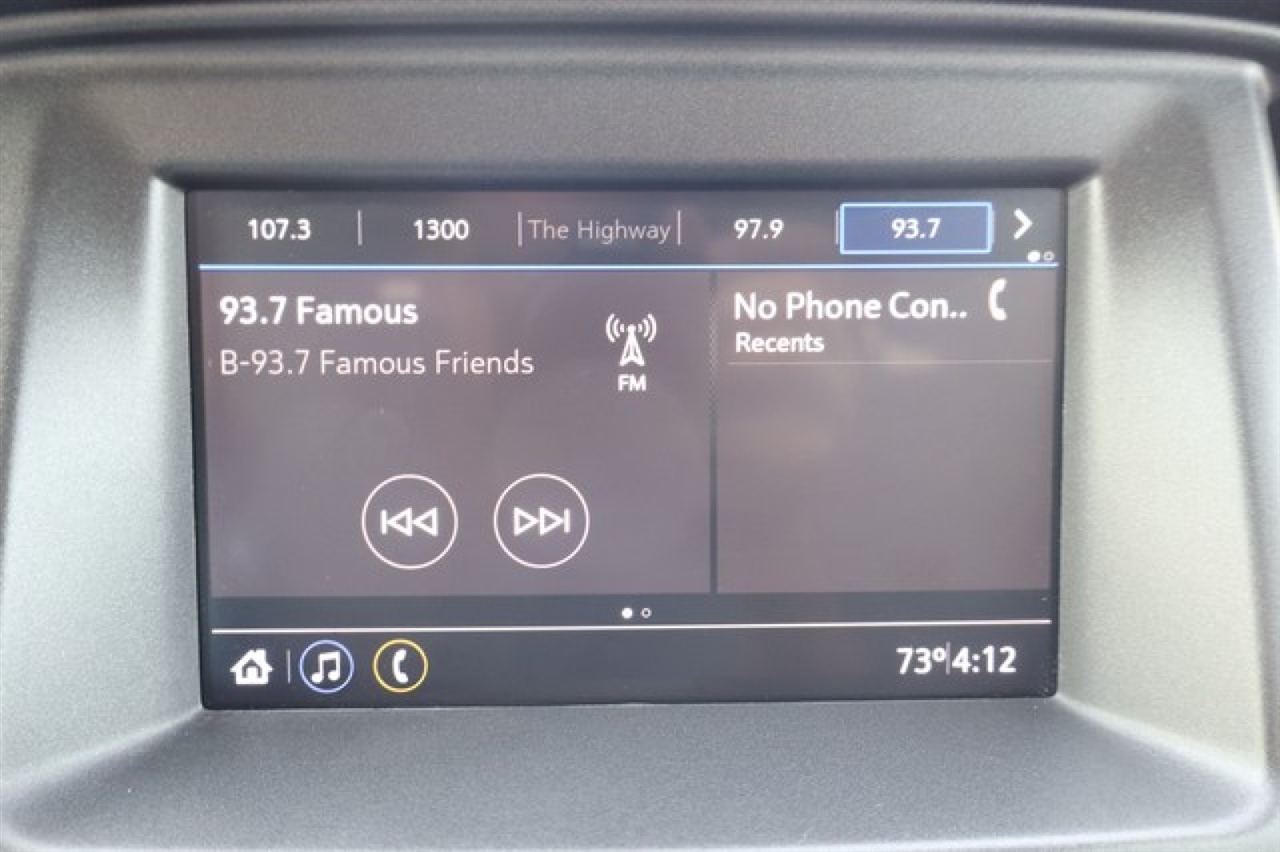 107.3 | 1300 | The Highway | 97.9 | 93.7
93.7 Famous
B-93.7 Famous Friends
FM
No Phone Con..
Recents
73°|4:12